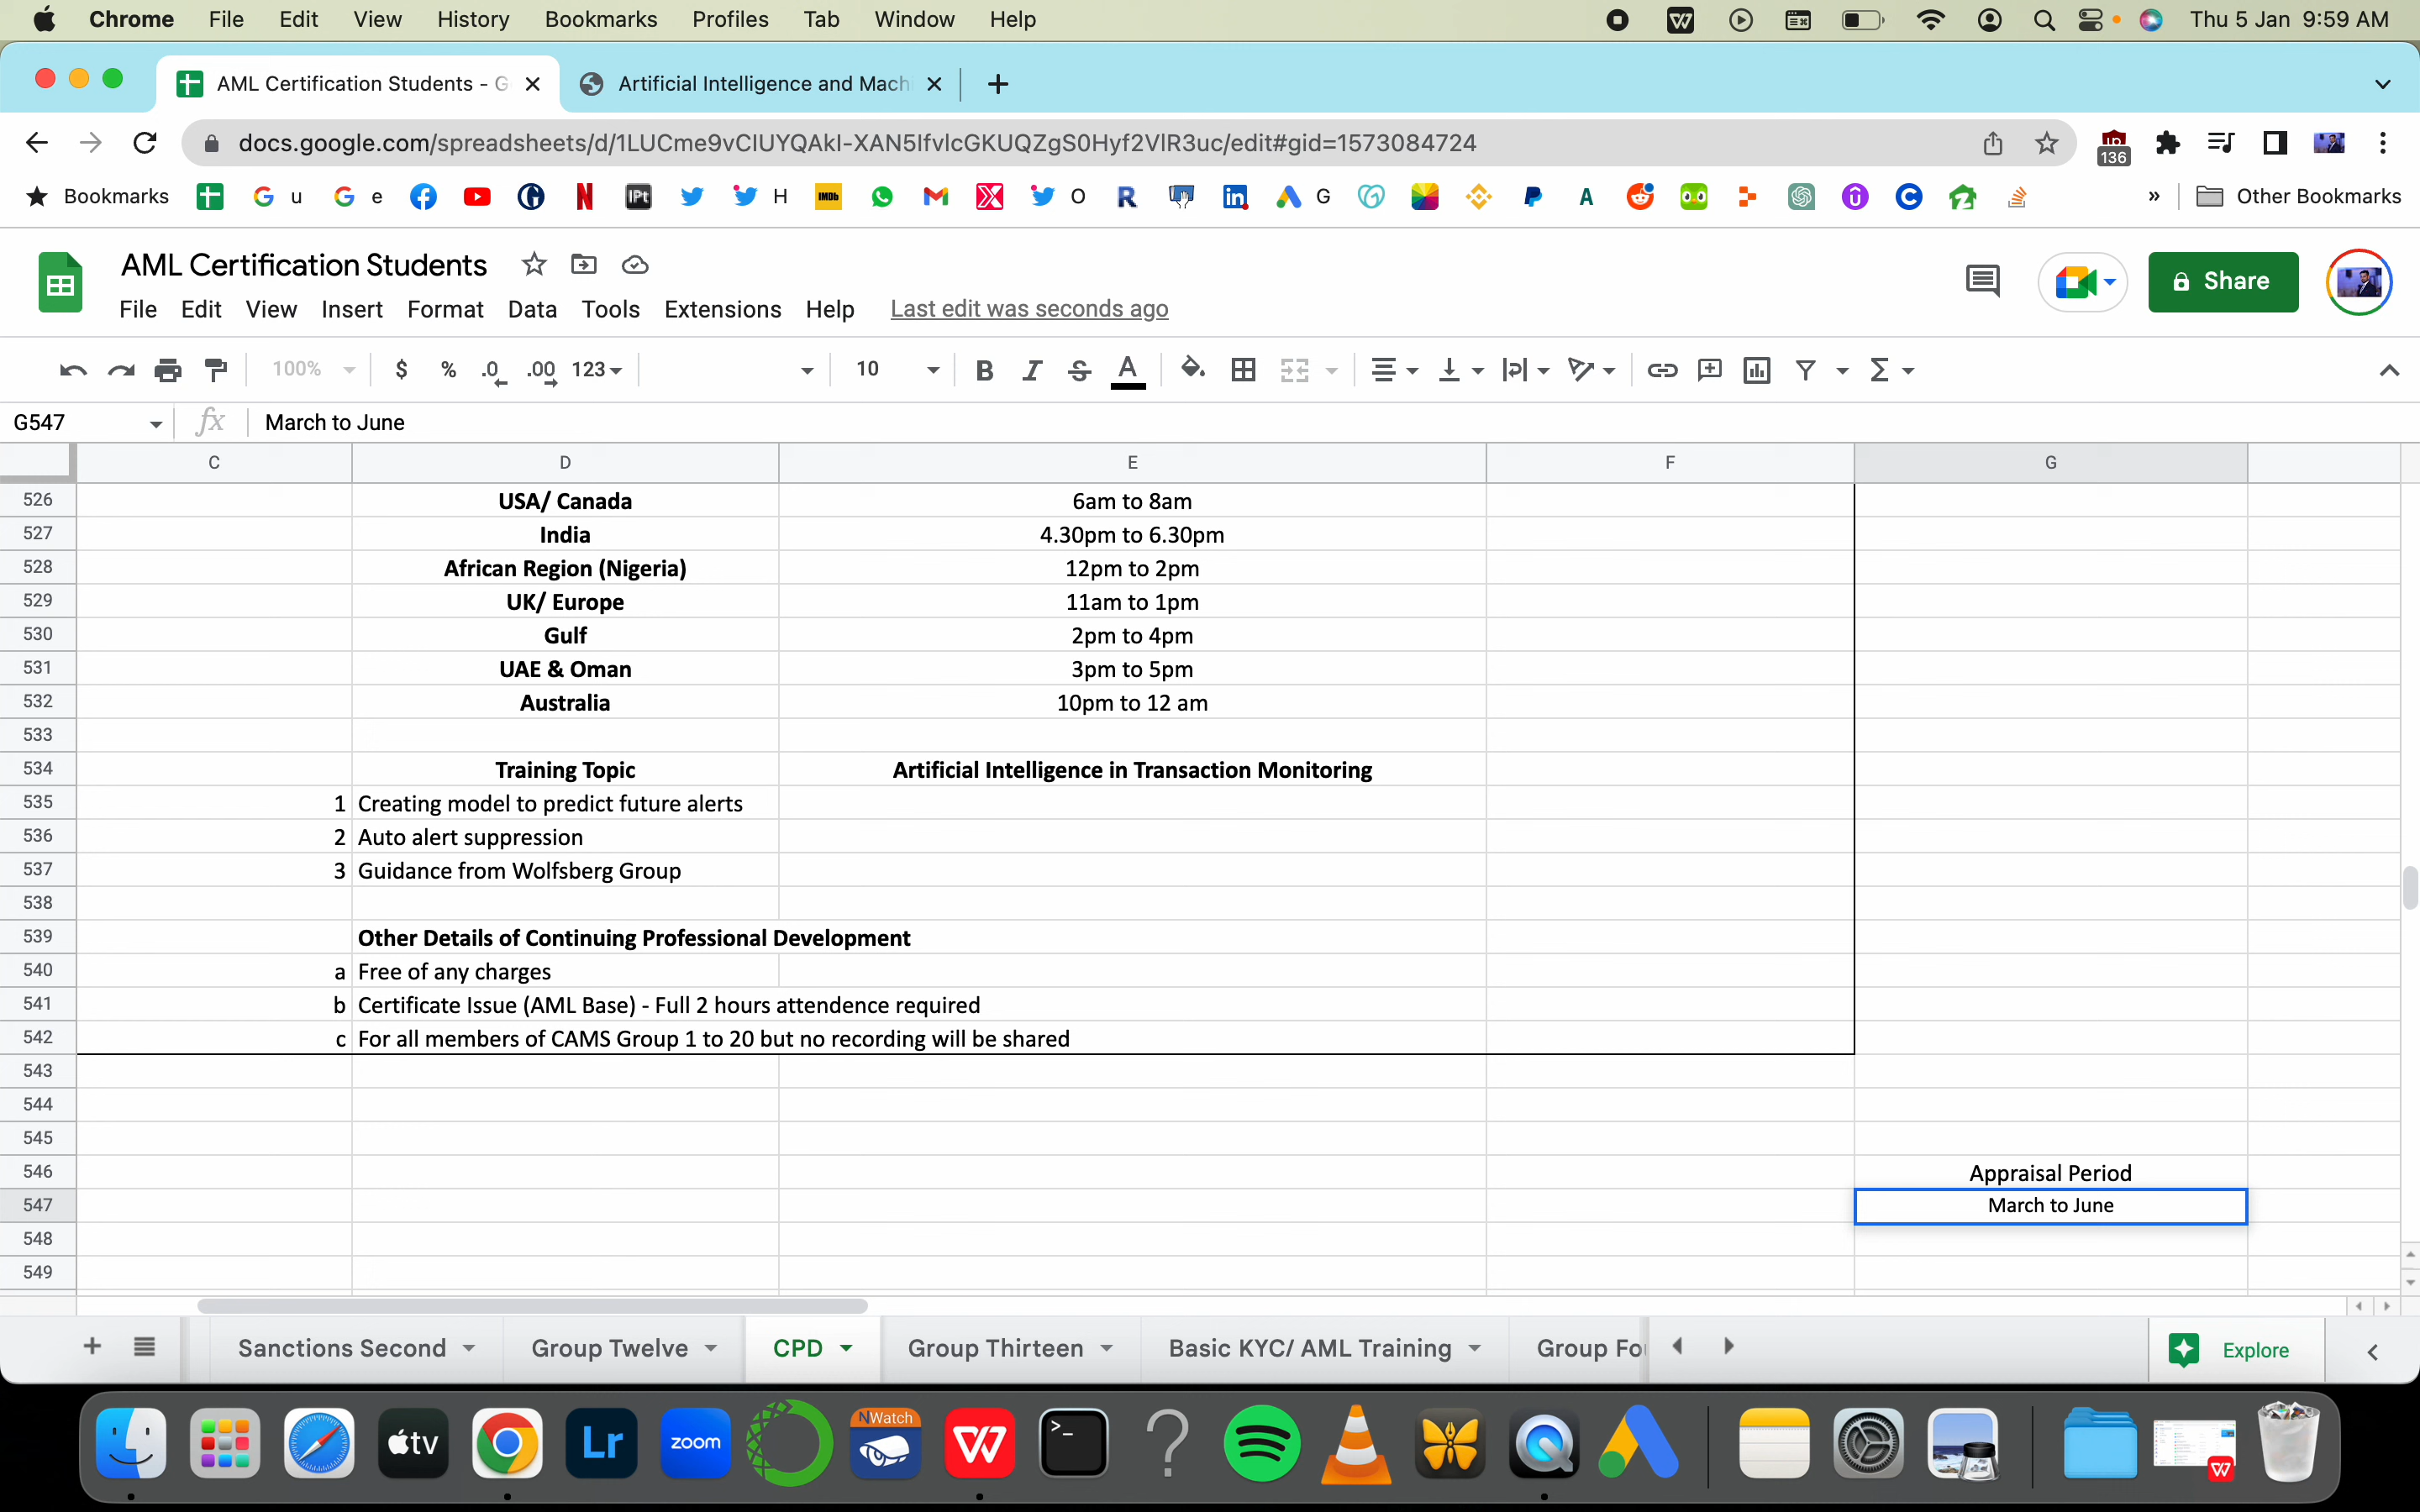 Chrome File Edit View History Bookmarks Profiles Tab Window Help Thu 5 Jan 9:59 AM
AML Certification Students - G Artificial Intelligence and Mach
docs.google.com/spreadsheets/d/1LUCme9vCIUYQAkI-XAN5IfvlcGKUQZgS0Hyf2VlR3uc/edit#gid=1573084724 136
Bookmarks u e H O G Other Bookmarks
AML Certification Students Share
File Edit View Insert Format Data Tools Extensions Help Last edit was seconds ago
100% $ % .0 .00 123 10 B I S A
G547 fx March to June
C D E F G
526 USA/ Canada 6am to 8am
527 India 4.30pm to 6.30pm
528 African Region (Nigeria) 12pm to 2pm
529 UK/ Europe 11am to 1pm
530 Gulf 2pm to 4pm
531 UAE & Oman 3pm to 5pm
532 Australia 10pm to 12 am
533
534 Training Topic Artificial Intelligence in Transaction Monitoring
535 1 Creating model to predict future alerts
536 2 Auto alert suppression
537 3 Guidance from Wolfsberg Group
538
539 Other Details of Continuing Professional Development
540 a Free of any charges
541 b Certificate Issue (AML Base) - Full 2 hours attendence required
542 c For all members of CAMS Group 1 to 20 but no recording will be shared
543
544
545
546 Appraisal Period
547 March to June
548
549
Sanctions Second Group Twelve CPD Group Thirteen Basic KYC/ AML Training Group Fo Explore
tv Lr zoom NWatch